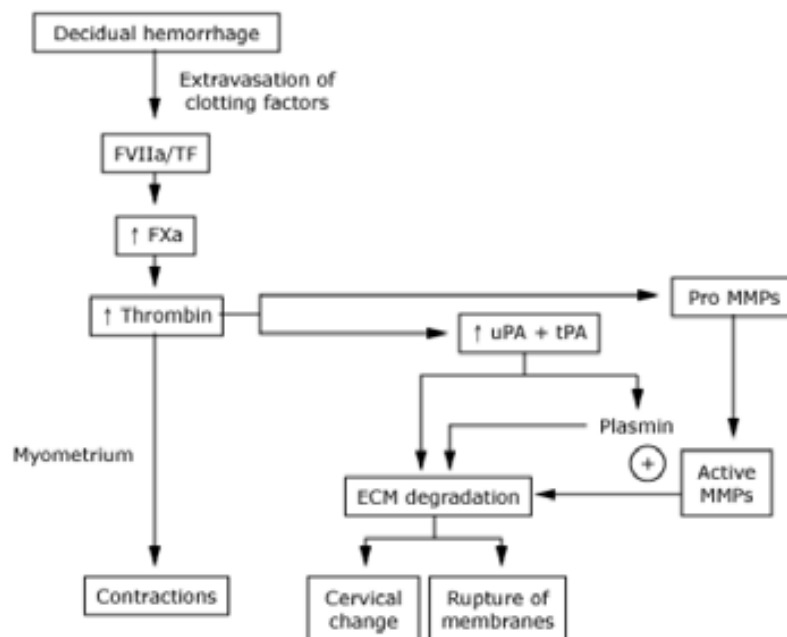 Decidual hemorrhage
Extravasation of
clotting factors
FVIIa/TF
↑ FXa
↑ Thrombin
Pro MMPs
↑ uPA + tPA
Plasmin
Myometrium
+
Active
MMPs
ECM degradation
Contractions
Cervical
change
Rupture of
membranes